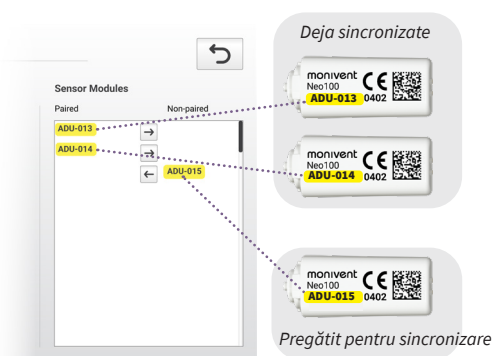 Deja sincronizate
Sensor Modules
Paired Non-paired
ADU-013
ADU-014
ADU-015
monivent CE
Neo100
ADU-013 0402
monivent CE
Neo100
ADU-014 0402
monivent CE
Neo100
ADU-015 0402
Pregătit pentru sincronizare